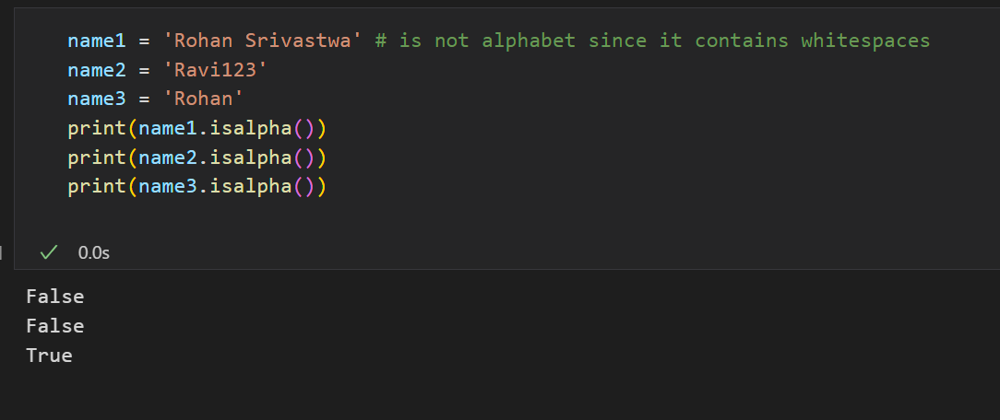 name1 = 'Rohan Srivastwa' # is not alphabet since it contains whitespaces
name2 = 'Ravi123'
name3 = 'Rohan'
print(name1.isalpha())
print(name2.isalpha())
print(name3.isalpha())
0.0s
False
False
True